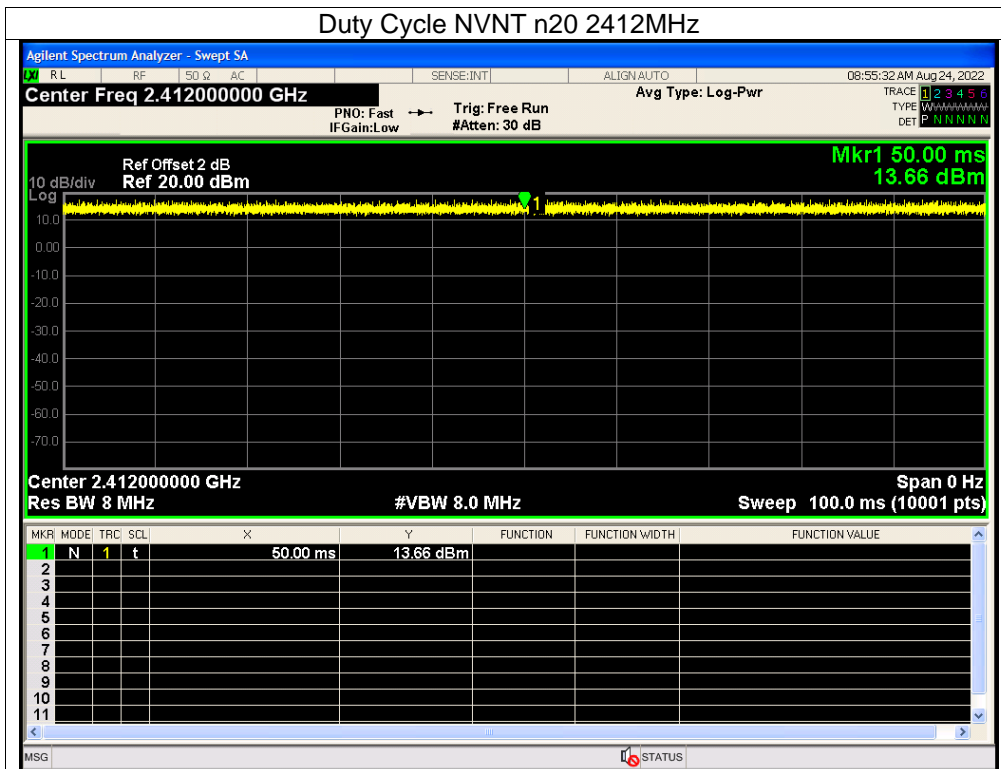 Duty Cycle NVNT n20 2412MHz
Agilent Spectrum Analyzer - Swept SA
LXI RL RF 50 Ω AC SENSE:INT ALIGN AUTO 08:55:32 AM Aug 24, 2022
Center Freq 2.412000000 GHz Avg Type: Log-Pwr TRACE 1 2 3 4 5 6
PNO: Fast Trig: Free Run TYPE WWWWWW
IFGain:Low #Atten: 30 dB DET P N N N N N
Mkr1 50.00 ms
Ref Offset 2 dB
10 dB/div Ref 20.00 dBm 13.66 dBm
Log
1
10.0
0.00
-10.0
-20.0
-30.0
-40.0
-50.0
-60.0
-70.0
Center 2.412000000 GHz Span 0 Hz
Res BW 8 MHz #VBW 8.0 MHz Sweep 100.0 ms (10001 pts)
MKR MODE TRC SCL X Y FUNCTION FUNCTION WIDTH FUNCTION VALUE
1 N 1 t 50.00 ms 13.66 dBm
2
3
4
5
6
7
8
9
10
11
MSG STATUS